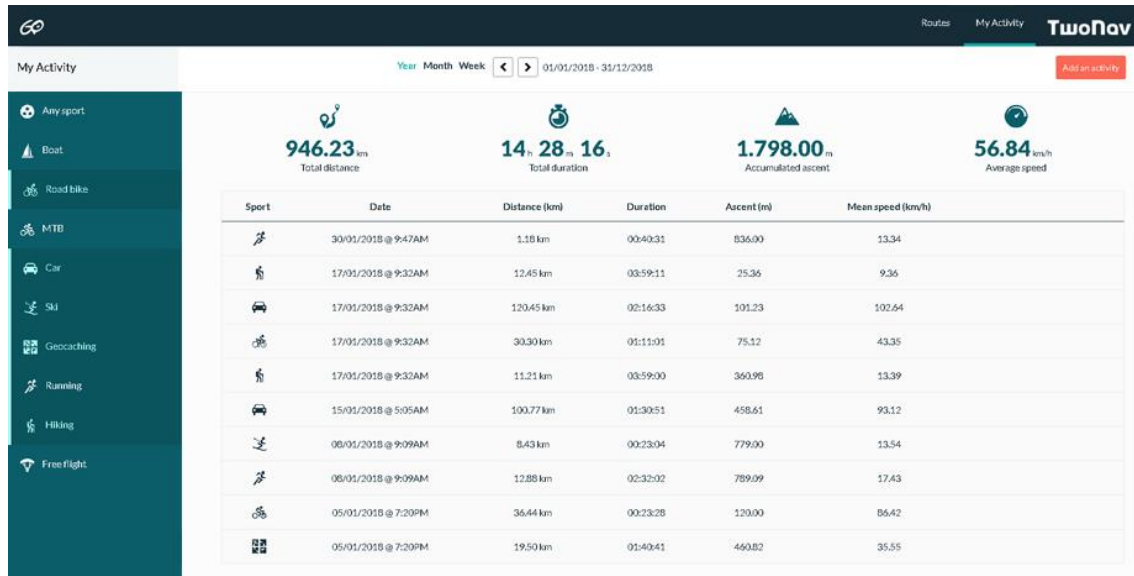 GO
Routes My Activity TwoNav
My Activity
Year Month Week < > 01/01/2018 - 31/12/2018
Add an activity
Any sport
Boat
Road bike
MTB
Car
Ski
Geocaching
Running
Hiking
Free flight
946.23 km
Total distance
14 h 28 m 16 s
Total duration
1.798.00 m
Accumulated ascent
56.84 km/h
Average speed
Sport Date Distance (km) Duration Ascent (m) Mean speed (km/h)
30/01/2018 @ 9:47AM 1.18 km 00:40:31 836.00 13.34
17/01/2018 @ 9:32AM 12.45 km 03:59:11 25.36 9.36
17/01/2018 @ 9:32AM 120.45 km 02:16:33 101.23 102.64
17/01/2018 @ 9:32AM 30.30 km 01:11:01 75.12 43.35
17/01/2018 @ 9:32AM 11.21 km 03:59:00 360.98 13.39
15/01/2018 @ 5:05AM 100.77 km 01:30:51 458.61 93.12
08/01/2018 @ 9:09AM 8.43 km 00:23:04 779.00 13.54
08/01/2018 @ 9:09AM 12.88 km 02:32:02 789.09 17.43
05/01/2018 @ 7:20PM 36.44 km 00:23:28 120.00 86.42
05/01/2018 @ 7:20PM 19.50 km 01:40:41 460.82 35.55